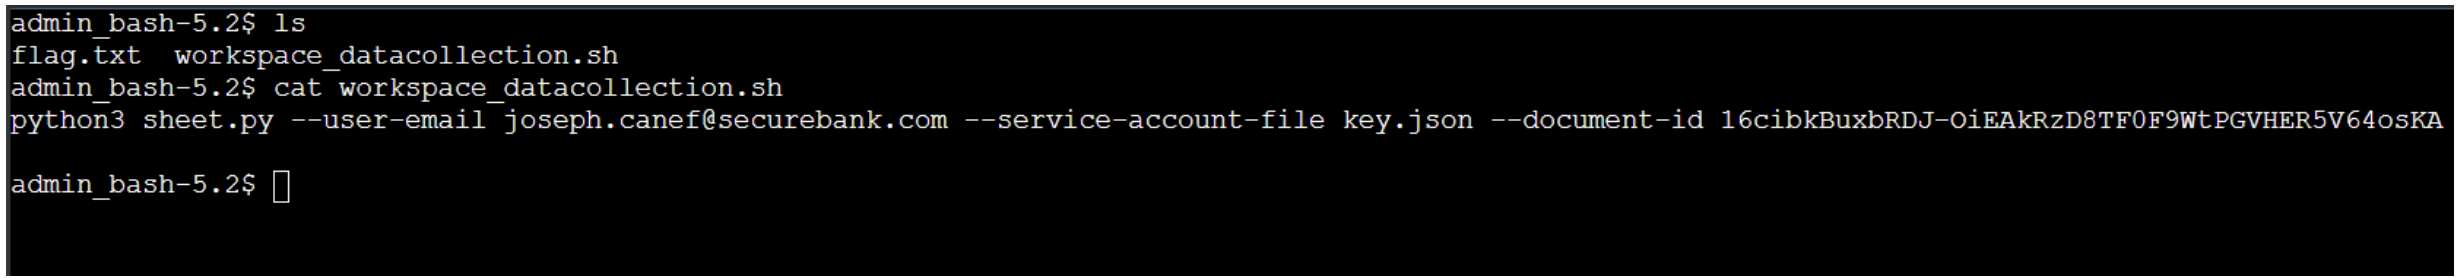 admin_bash-5.2$ ls
flag.txt  workspace_datacollection.sh
admin_bash-5.2$ cat workspace_datacollection.sh
python3 sheet.py --user-email joseph.canef@securebank.com --service-account-file key.json --document-id 16cibkBuxbRDJ-OiEAkRzD8TF0F9WtPGVHER5V64osKA
admin_bash-5.2$